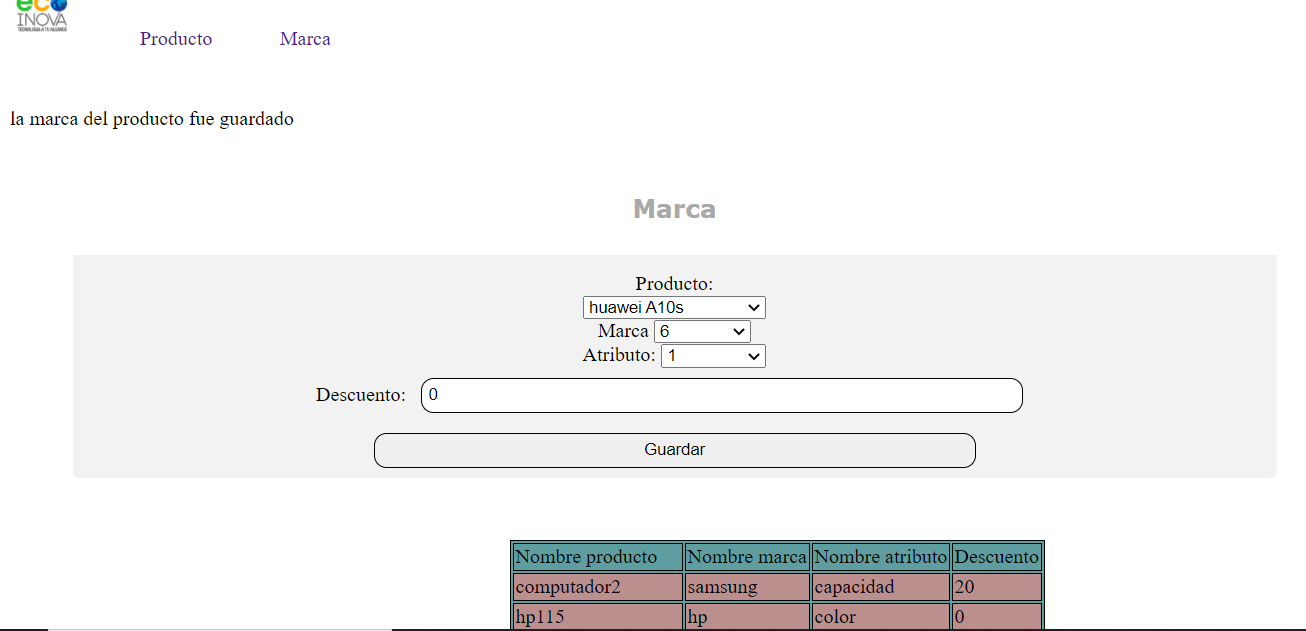 eco
INOVA
TECNOLOGIA A TU ALCANCE
Producto Marca
la marca del producto fue guardado
Marca
Producto:
huawei A10s
Marca 6
Atributo: 1
Descuento: 0
Guardar
Nombre producto Nombre marca Nombre atributo Descuento
computador2 samsung capacidad 20
hp115 hp color 0